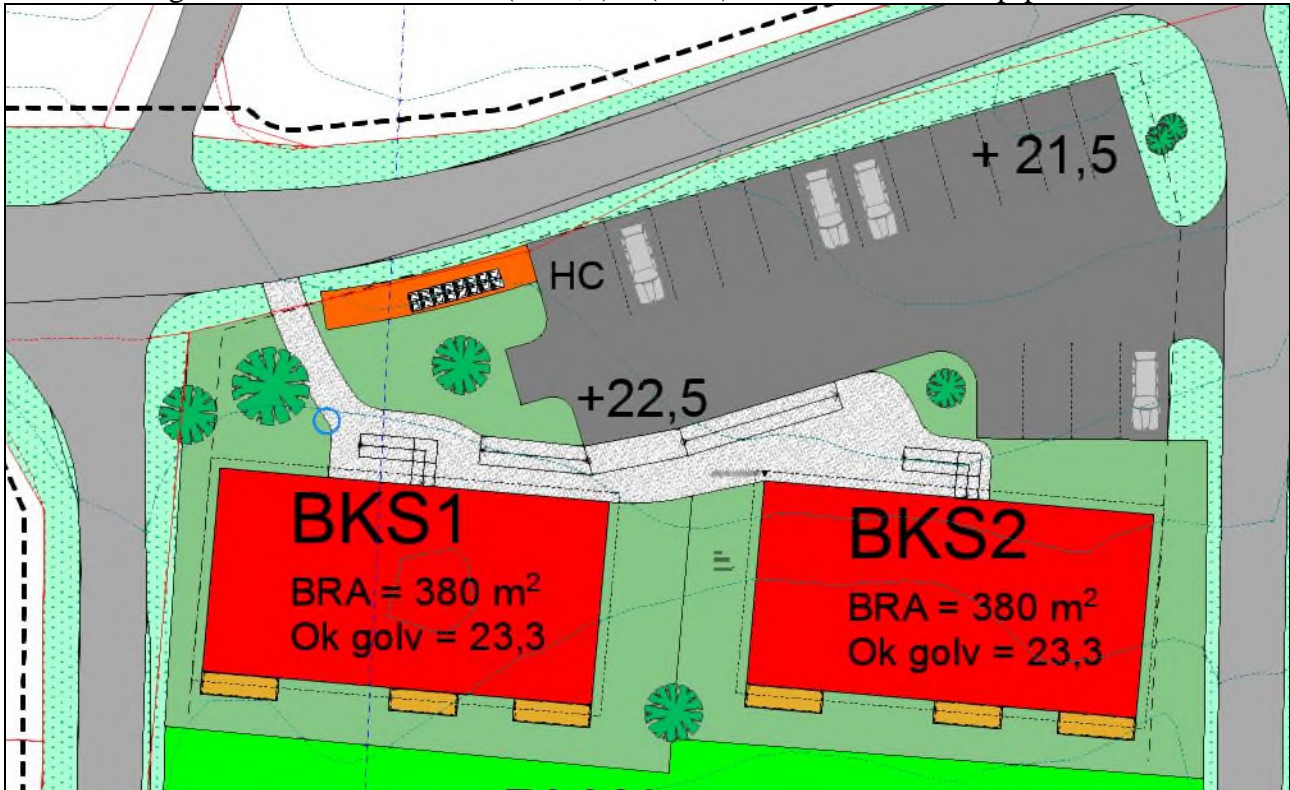 + 21,5
HC
+22,5
BKS1
BRA = 380 m²
Ok golv = 23,3
BKS2
BRA = 380 m²
Ok golv = 23,3